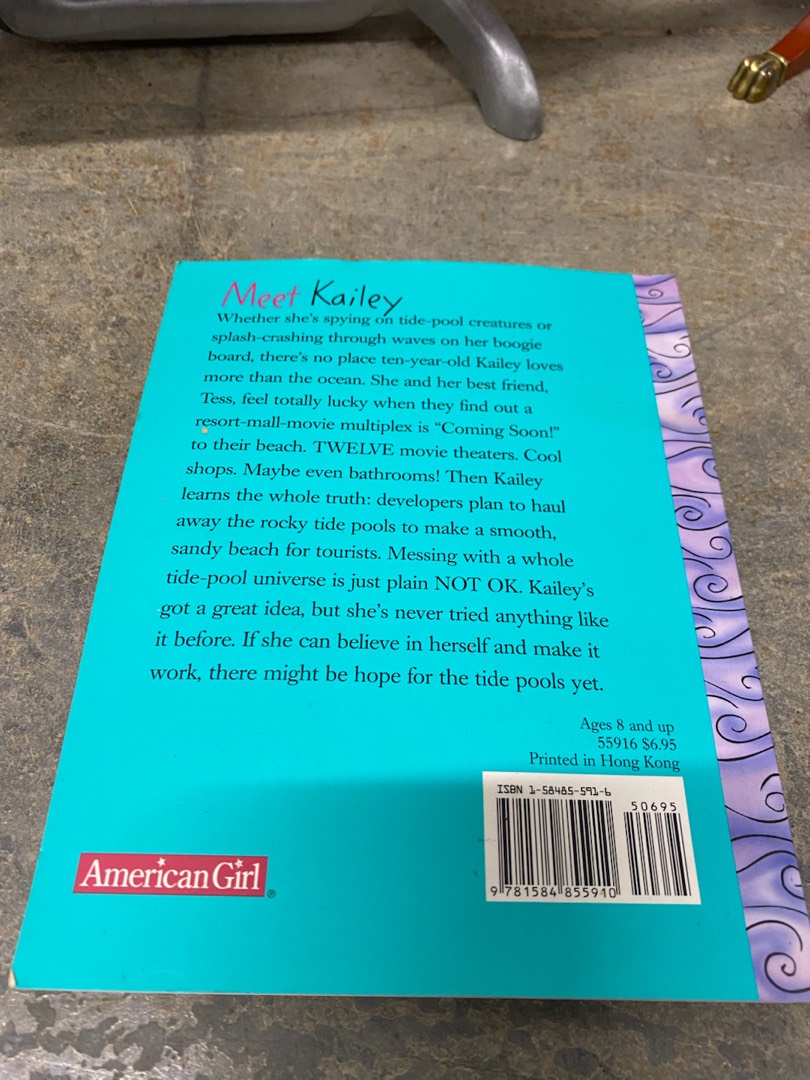 Meet Kailey
Whether she's spying on tide-pool creatures or
splash-crashing through waves on her boogie
board, there's no place ten-year-old Kailey loves
more than the ocean. She and her best friend,
Tess, feel totally lucky when they find out a
resort-mall-movie multiplex is “Coming Soon!”
to their beach. TWELVE movie theaters. Cool
shops. Maybe even bathrooms! Then Kailey
learns the whole truth: developers plan to haul
away the rocky tide pools to make a smooth,
sandy beach for tourists. Messing with a whole
tide-pool universe is just plain NOT OK. Kailey's
got a great idea, but she's never tried anything like
it before. If she can believe in herself and make it
work, there might be hope for the tide pools yet.
Ages 8 and up
55916 $6.95
Printed in Hong Kong
ISBN 1-58485-591-6
50695
9 781584 855910
American Girl®